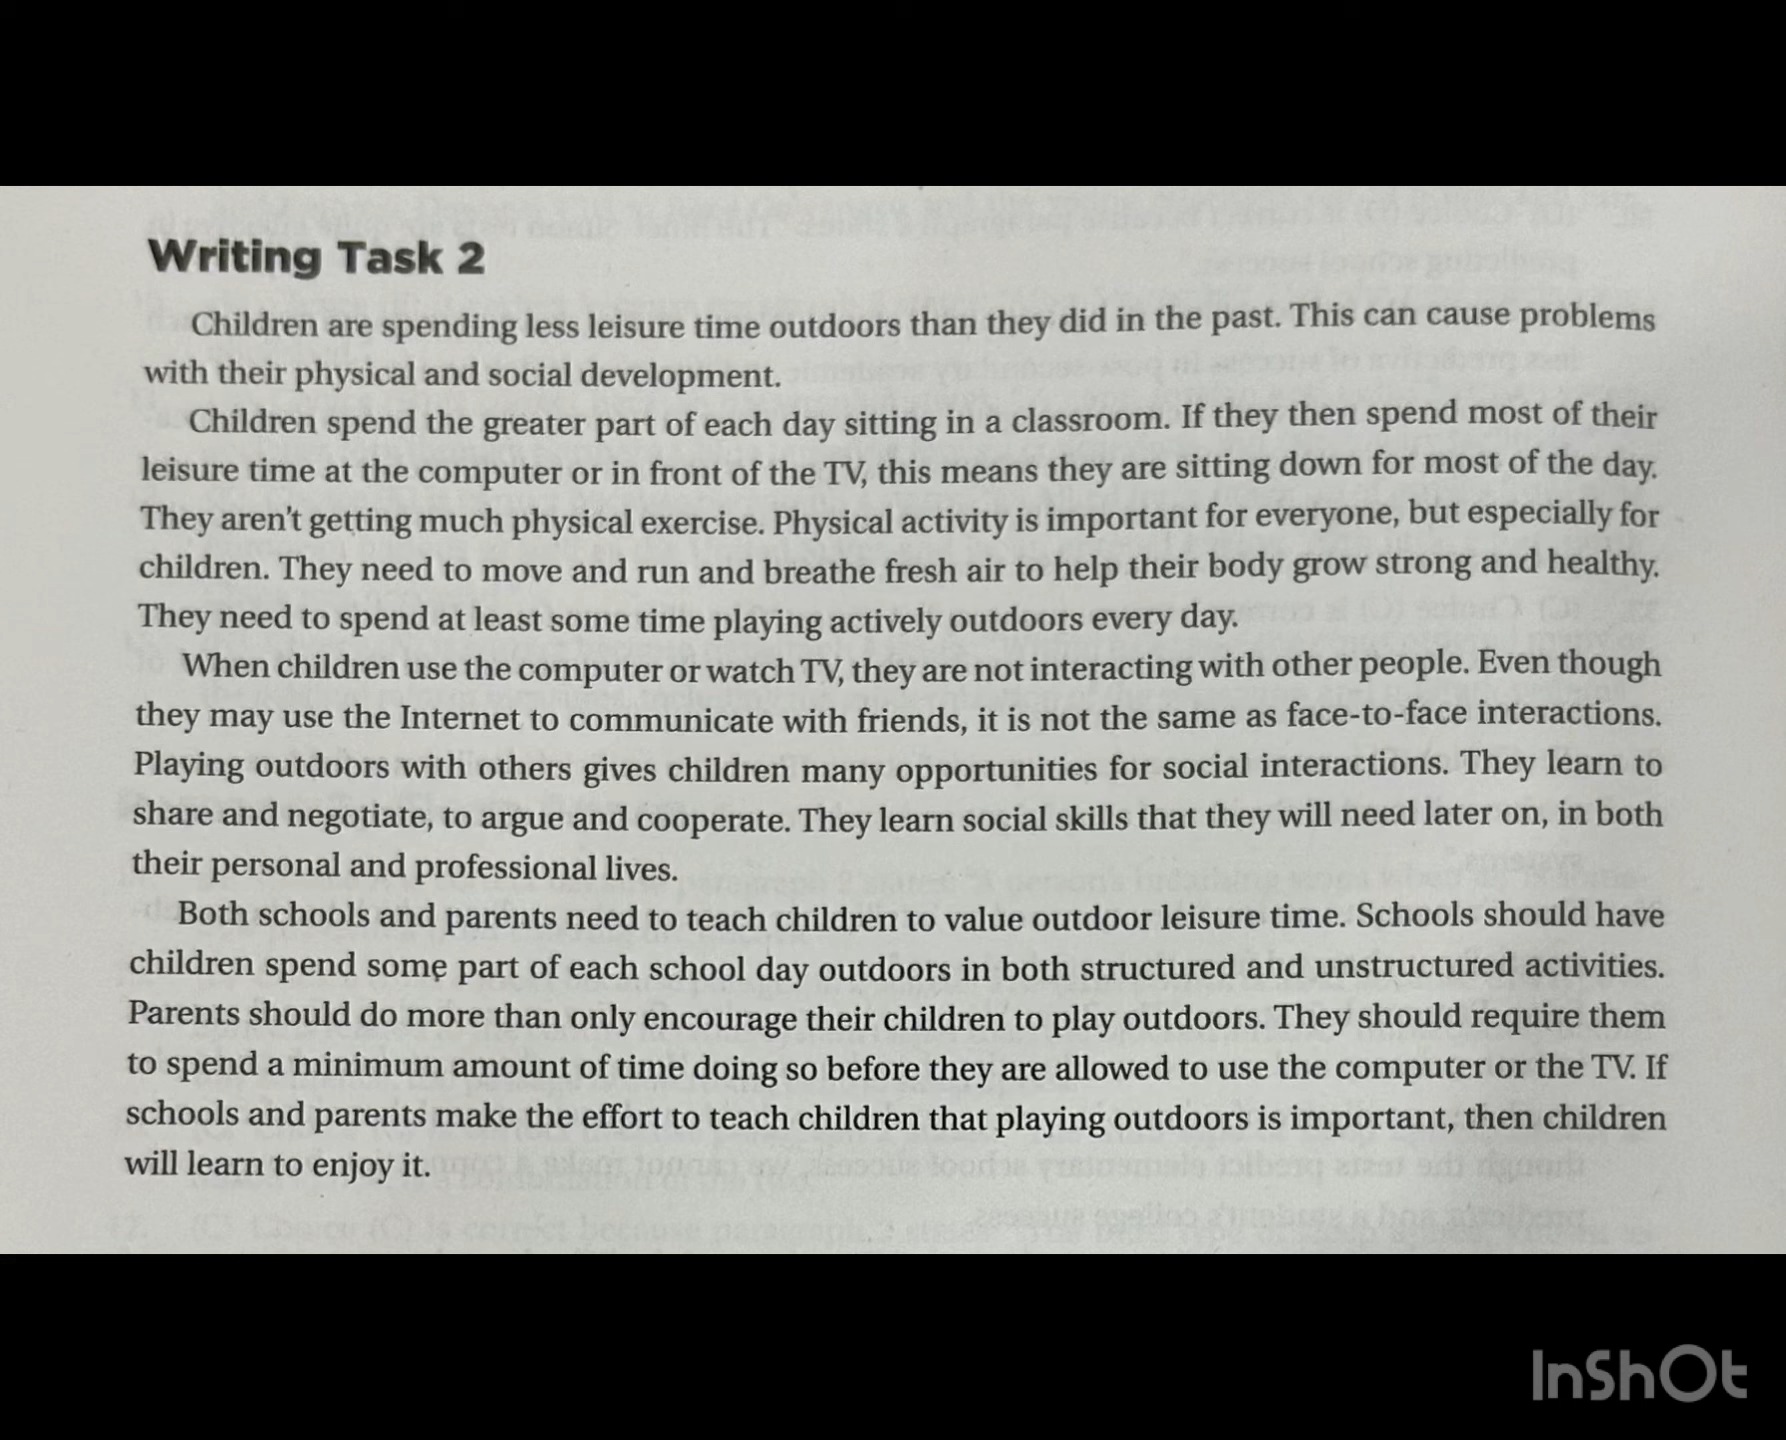 Writing Task 2
Children are spending less leisure time outdoors than they did in the past. This can cause problems
with their physical and social development.
Children spend the greater part of each day sitting in a classroom. If they then spend most of their
leisure time at the computer or in front of the TV, this means they are sitting down for most of the day.
They aren't getting much physical exercise. Physical activity is important for everyone, but especially for
children. They need to move and run and breathe fresh air to help their body grow strong and healthy.
They need to spend at least some time playing actively outdoors every day.
When children use the computer or watch TV, they are not interacting with other people. Even though
they may use the Internet to communicate with friends, it is not the same as face-to-face interactions.
Playing outdoors with others gives children many opportunities for social interactions. They learn to
share and negotiate, to argue and cooperate. They learn social skills that they will need later on, in both
their personal and professional lives.
Both schools and parents need to teach children to value outdoor leisure time. Schools should have
children spend some part of each school day outdoors in both structured and unstructured activities.
Parents should do more than only encourage their children to play outdoors. They should require them
to spend a minimum amount of time doing so before they are allowed to use the computer or the TV. If
schools and parents make the effort to teach children that playing outdoors is important, then children
will learn to enjoy it.
InShOt